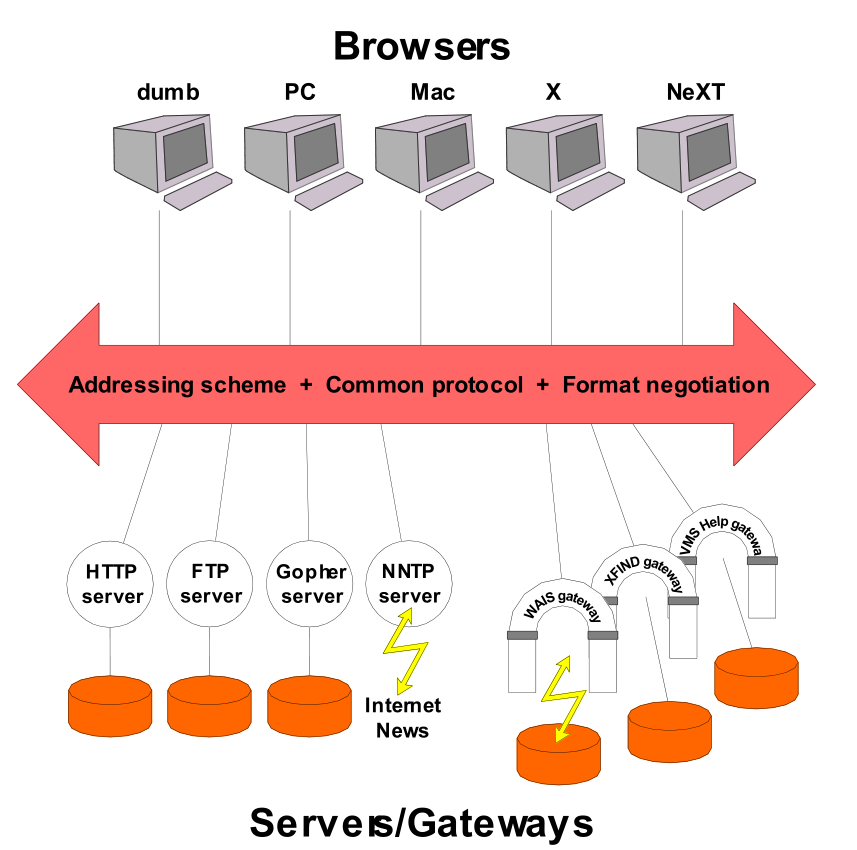 Browsers
dumb PC Mac X NeXT
Addressing scheme + Common protocol + Format negotiation
HTTP
server
FTP
server
Gopher
server
NNTP
server
Internet
News
WAIS gateway
XFIND gateway
VMS Help gatewa
Servers/Gateways